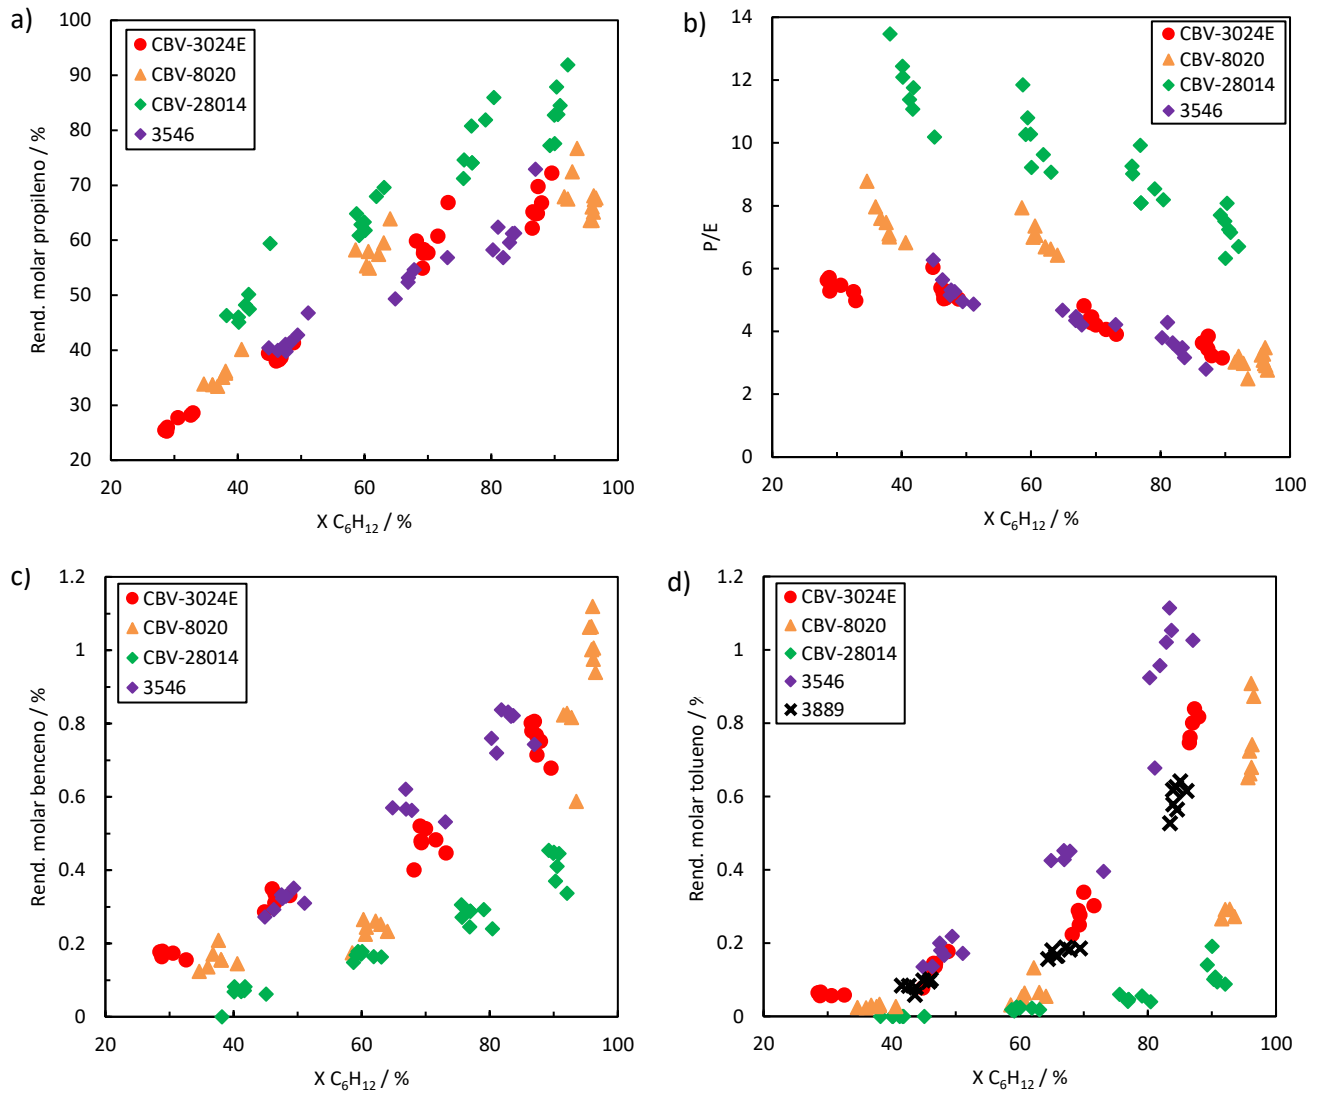 a)
100
90
80
70
60
50
40
30
20
Rend. molar propileno / %
CBV-3024E
CBV-8020
CBV-28014
3546
20 40 60 80 100
X C₆H₁₂ / %
b)
14
12
10
8
6
4
2
0
P/E
CBV-3024E
CBV-8020
CBV-28014
3546
20 40 60 80 100
X C₆H₁₂ / %
c)
1.2
1
0.8
0.6
0.4
0.2
0
Rend. molar benceno / %
CBV-3024E
CBV-8020
CBV-28014
3546
20 40 60 80 100
X C₆H₁₂ / %
d)
1.2
1
0.8
0.6
0.4
0.2
0
Rend. molar tolueno / %
CBV-3024E
CBV-8020
CBV-28014
3546
3889
20 40 60 80 100
X C₆H₁₂ / %